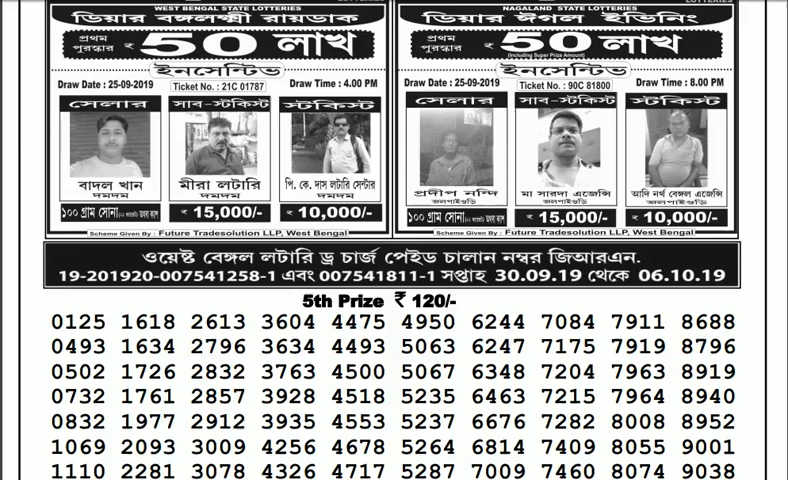 WEST BENGAL STATE LOTTERIES
ডিয়ার বঙ্গলক্ষ্মী রায়ডাক
প্রথম পুরস্কার ₹ 50 লাখ
ইনসেন্টিভ
Draw Date : 25-09-2019 Ticket No. : 21C 01787 Draw Time : 4.00 PM
সেলার সাব-স্টকিস্ট স্টকিস্ট
বাদল খান মীরা লটারি পি. কে. দাস লটারি সেন্টার
দমদম দমদম দমদম
১০০ গ্রাম সোনা ₹ 15,000/- ₹ 10,000/-
Scheme Given By : Future Tradesolution LLP, West Bengal
LOTTERIES
NAGALAND STATE LOTTERIES
ডিয়ার ঈগল ইভিনিং
প্রথম পুরস্কার ₹ 50 লাখ
(Including Super Prize Amount)
ইনসেন্টিভ
Draw Date : 25-09-2019 Ticket No. : 90C 81800 Draw Time : 8.00 PM
সেলার সাব-স্টকিস্ট স্টকিস্ট
প্রদীপ নন্দি মা সারদা এজেন্সি আদি নর্থ বেঙ্গল এজেন্সি
জলপাইগুড়ি জলপাইগুড়ি জলপাইগুড়ি
১০০ গ্রাম সোনা ₹ 15,000/- ₹ 10,000/-
Scheme Given By : Future Tradesolution LLP, West Bengal
ওয়েষ্ট বেঙ্গল লটারি ড্র চার্জ পেইড চালান নম্বর জিআরএন.
19-201920-007541258-1 এবং 007541811-1 সপ্তাহ 30.09.19 থেকে 06.10.19
5th Prize ₹ 120/-
0125 1618 2613 3604 4475 4950 6244 7084 7911 8688
0493 1634 2796 3634 4493 5063 6247 7175 7919 8796
0502 1726 2832 3763 4500 5067 6348 7204 7963 8919
0732 1761 2857 3928 4518 5235 6463 7215 7964 8940
0832 1977 2912 3935 4553 5237 6676 7282 8008 8952
1069 2093 3009 4256 4678 5264 6814 7409 8055 9001
1110 2281 3078 4326 4717 5287 7009 7460 8074 9038